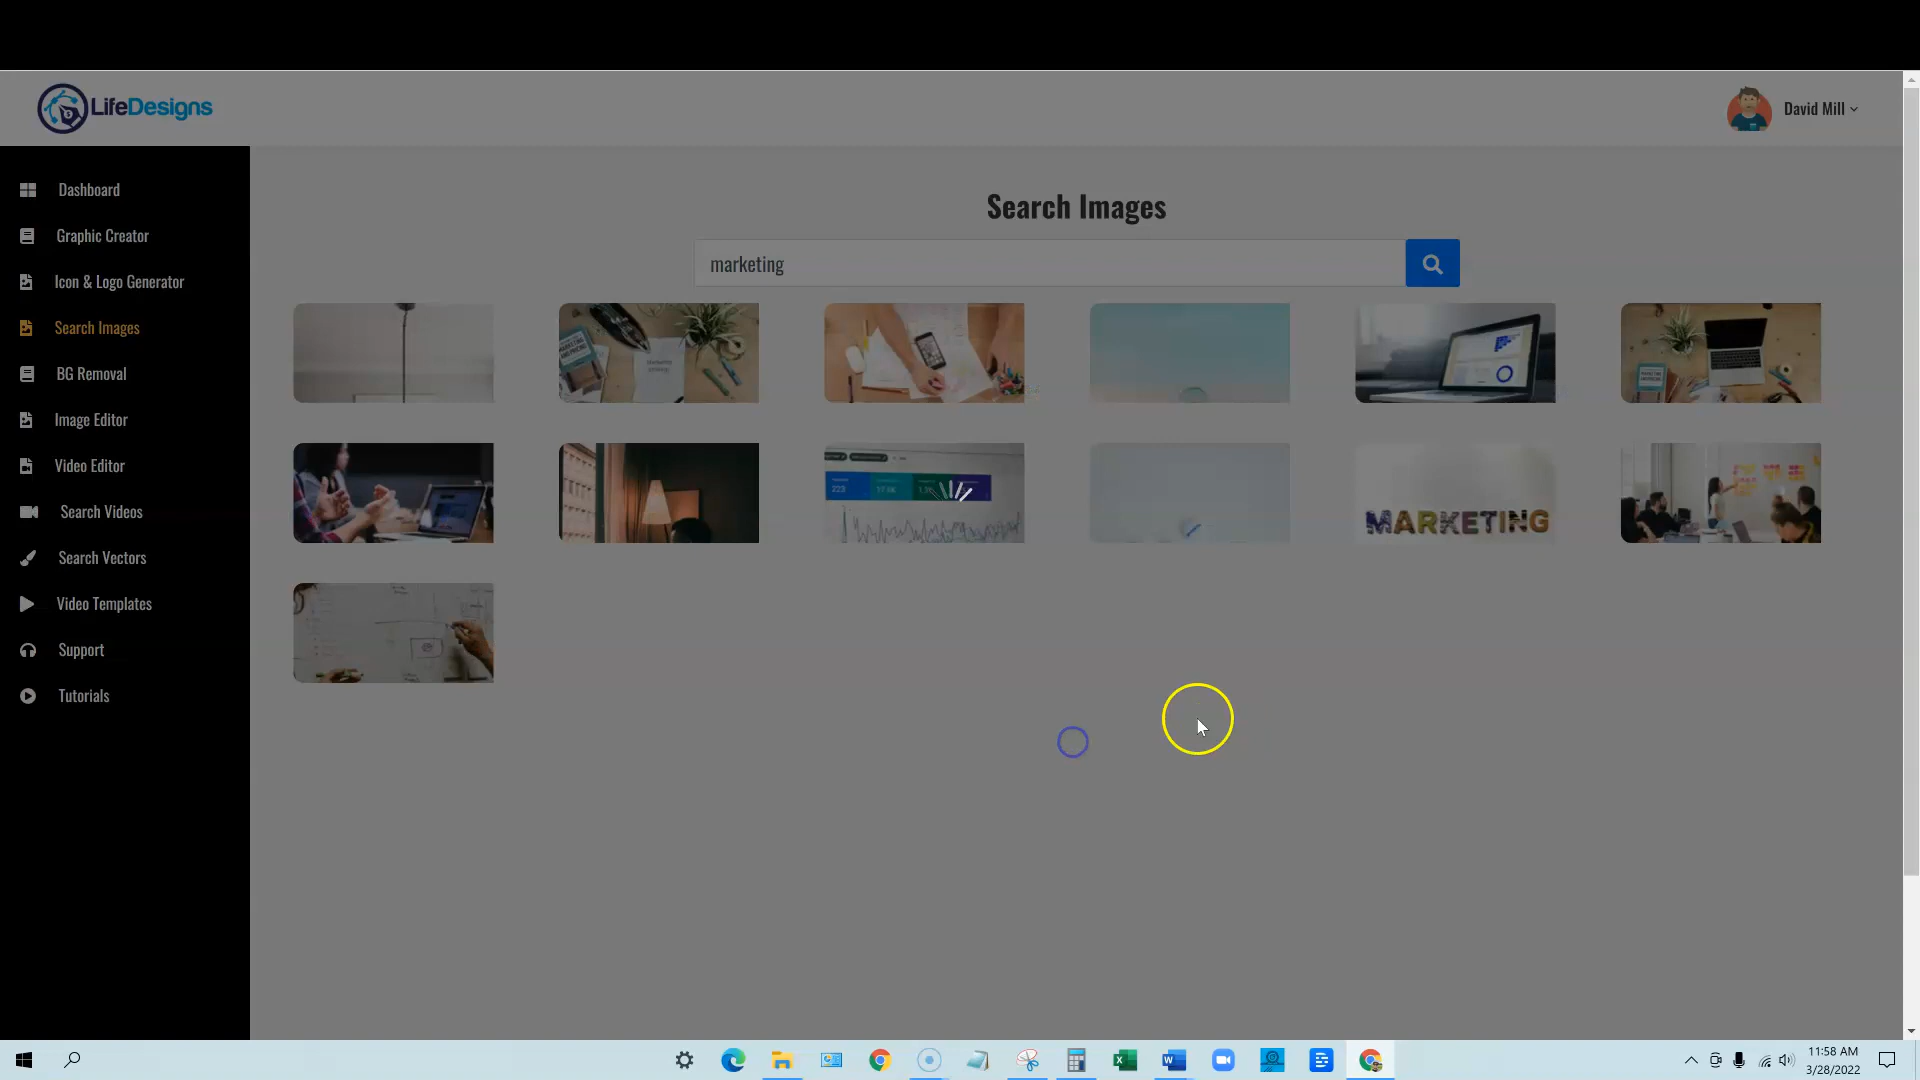 LifeDesigns
David Mill
Dashboard
Graphic Creator
Icon & Logo Generator
Search Images
BG Removal
Image Editor
Video Editor
Search Videos
Search Vectors
Video Templates
Support
Tutorials
Search Images
marketing
223
MARKETING
11:58 AM
3/28/2022